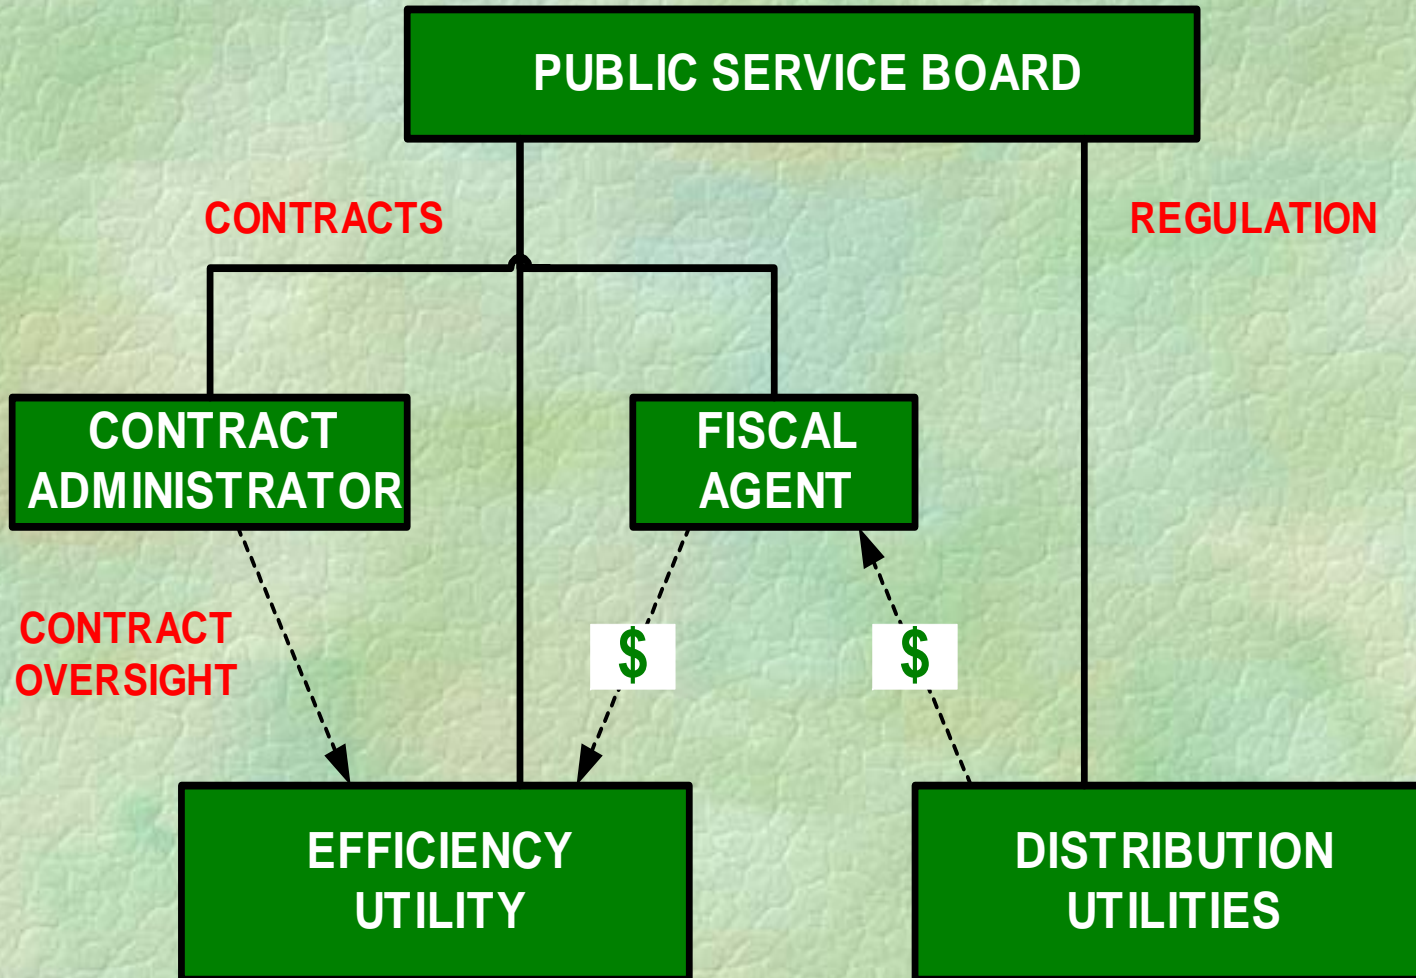 PUBLIC SERVICE BOARD
CONTRACTS
REGULATION
CONTRACT
ADMINISTRATOR
FISCAL
AGENT
CONTRACT
OVERSIGHT
$
$
EFFICIENCY
UTILITY
DISTRIBUTION
UTILITIES